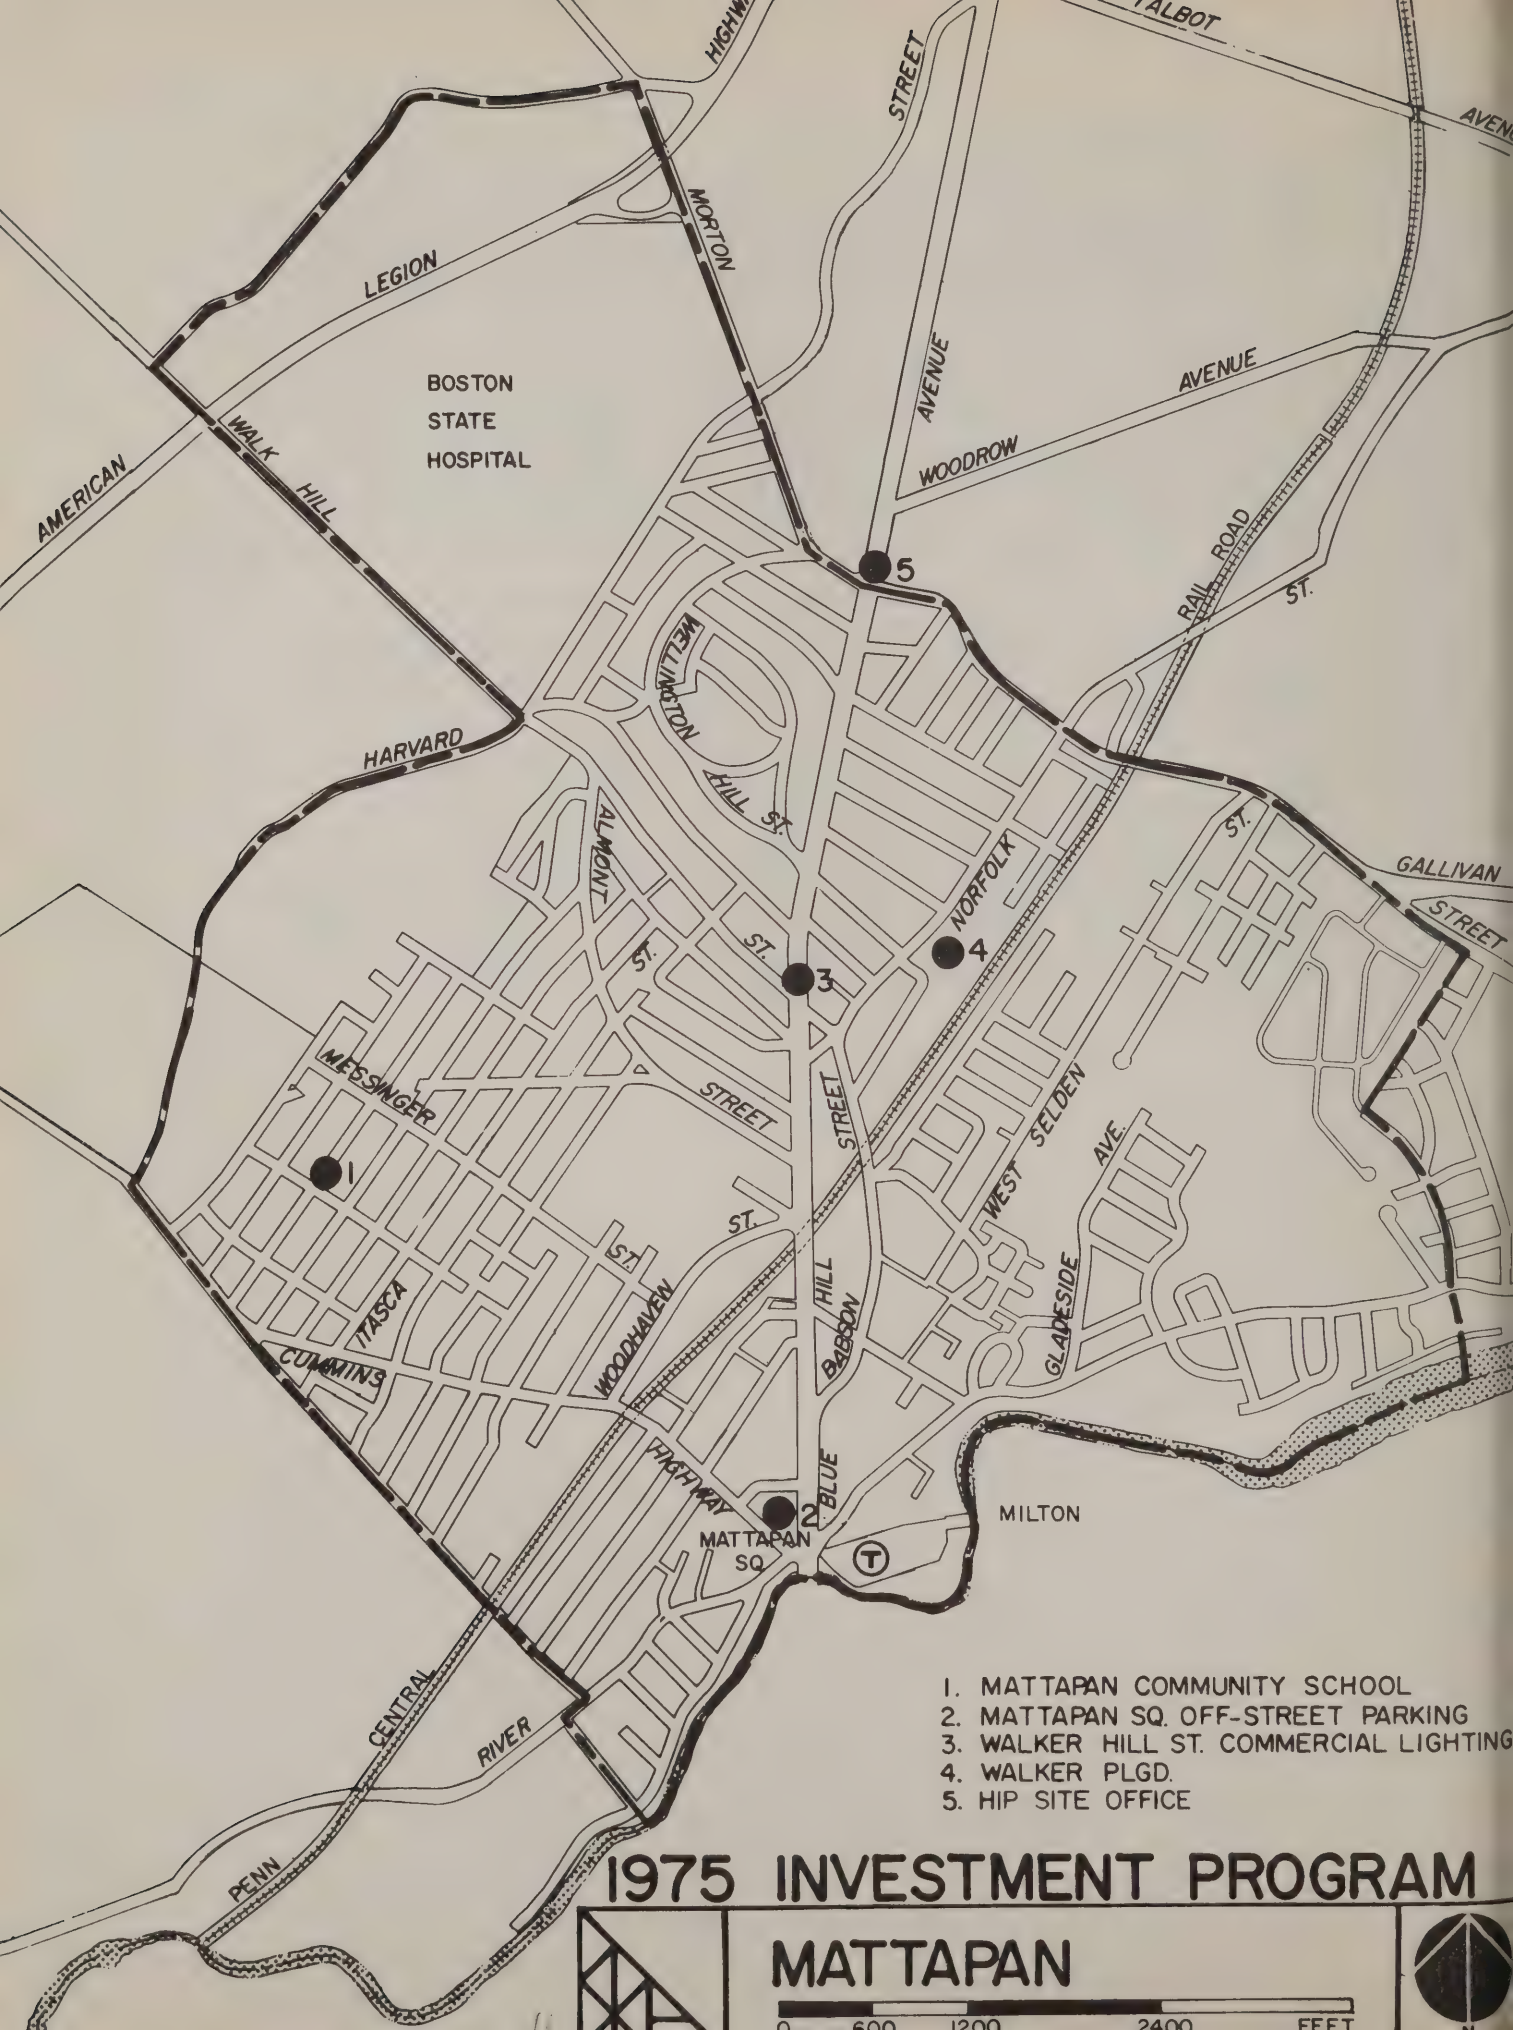 HIGHW
TALBOT
STREET
AVEN
MORTON
LEGION
AVENUE
AVENUE
BOSTON
STATE
HOSPITAL
WALK
HILL
WOODROW
AMERICAN
RAIL ROAD
5
ST.
WELLINGTON
HILL
ST.
HARVARD
ALMONT
ST.
NORFOLK
GALLIVAN
STREET
ST.
ST.
4
3
MESSINGER
STREET
STREET
WEST SELDEN
AVE.
1
ST.
ST.
HILL
GLADESIDE
ITASCA
WOODHAVEN
BABSON
CUMMINS
HIGHWAY
BLUE
2
MATTAPAN
SQ
T
MILTON
CENTRAL
RIVER
PENN
1. MATTAPAN COMMUNITY SCHOOL
2. MATTAPAN SQ. OFF-STREET PARKING
3. WALKER HILL ST. COMMERCIAL LIGHTING
4. WALKER PLGD.
5. HIP SITE OFFICE
1975 INVESTMENT PROGRAM
MATTAPAN
0 600 1200 2400 FEET
N